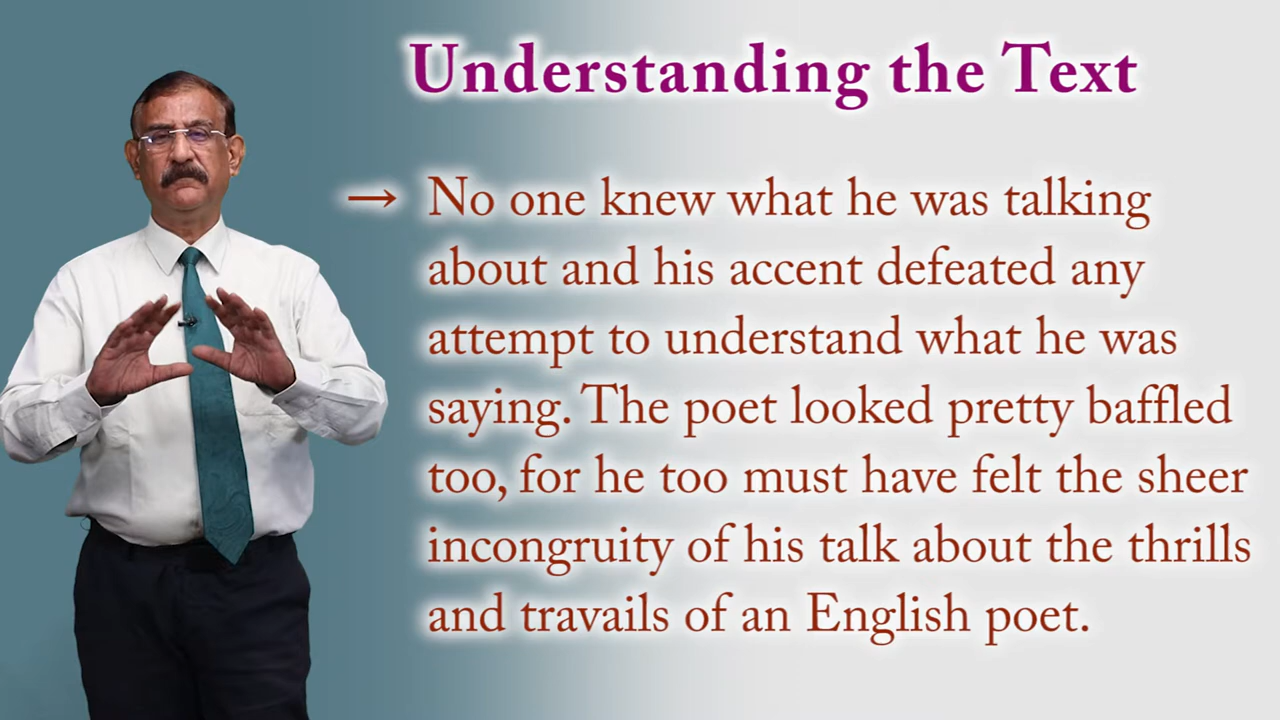 Understanding the Text
→ No one knew what he was talking
about and his accent defeated any
attempt to understand what he was
saying. The poet looked pretty baffled
too, for he too must have felt the sheer
incongruity of his talk about the thrills
and travails of an English poet.